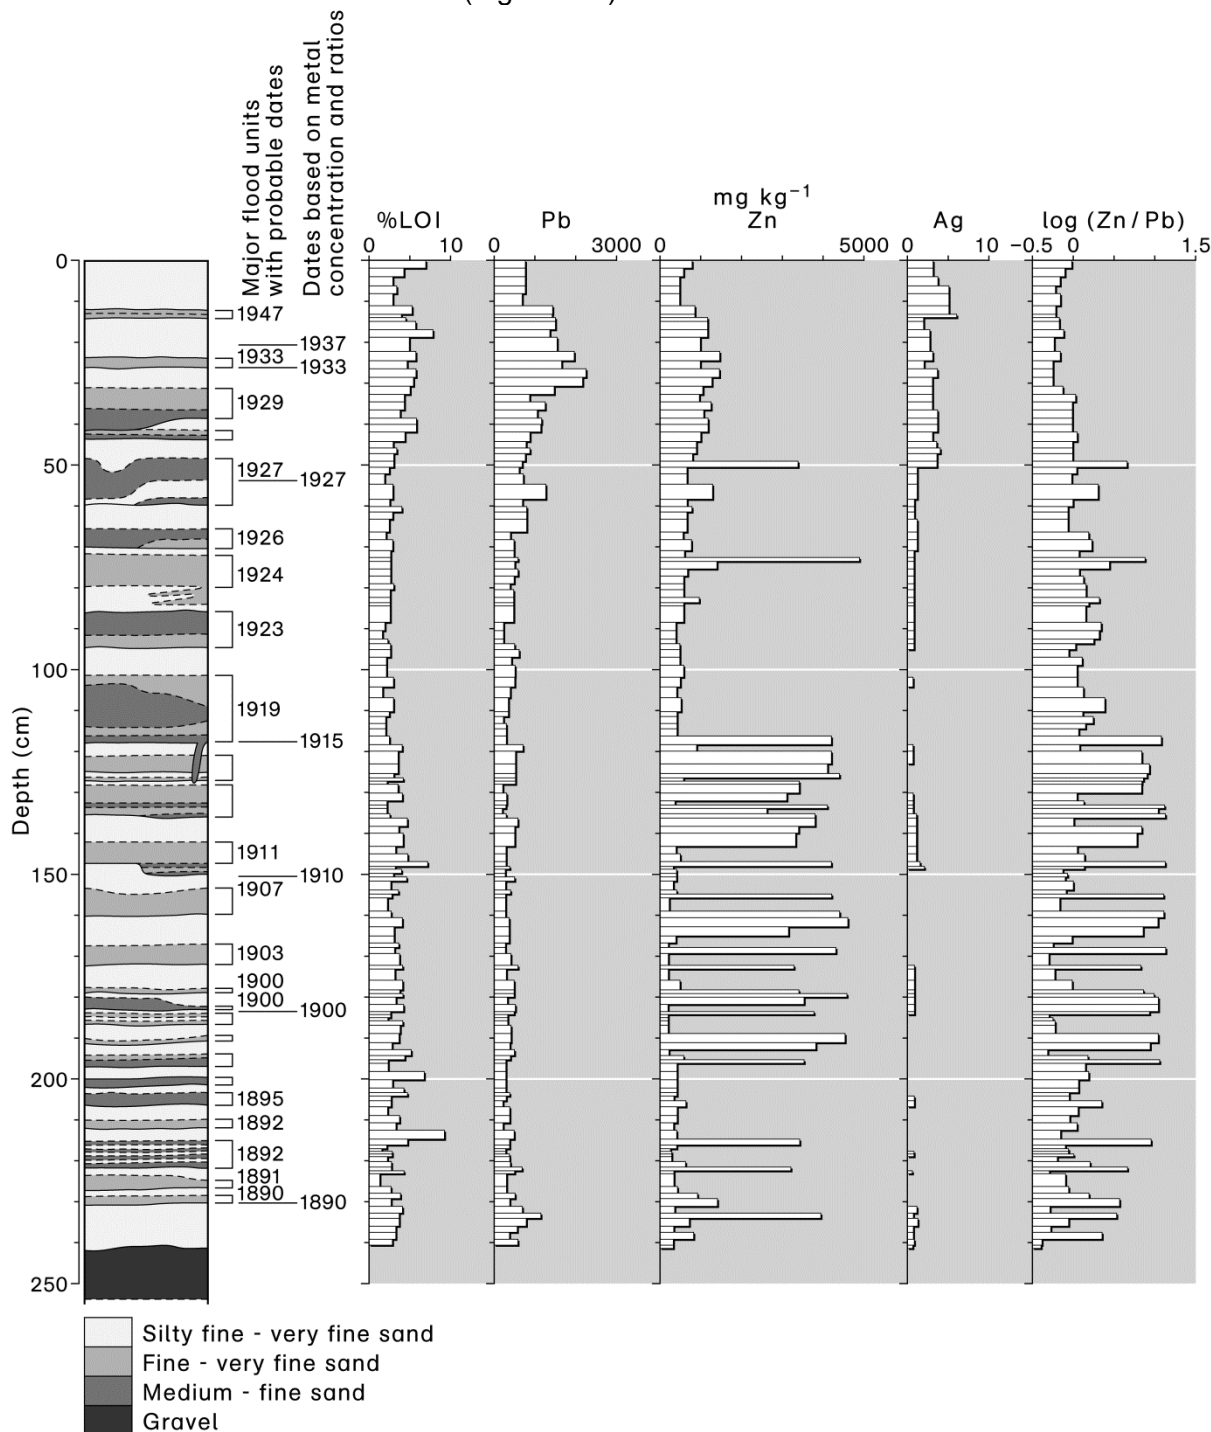 Major flood units
with probable dates
Dates based on metal
concentration and ratios
mg kg⁻¹
%LOI Pb Zn Ag log (Zn/Pb)
0 10 0 3000 0 5000 0 10 −0.5 0 1.5
Depth (cm)
0
1947
1937
1933
1933
1929
50
1927
1927
1926
1924
1923
100
1919
1915
1911
150
1910
1907
1903
1900
1900
1900
200
1895
1892
1892
1891
1890
1890
250
Silty fine - very fine sand
Fine - very fine sand
Medium - fine sand
Gravel